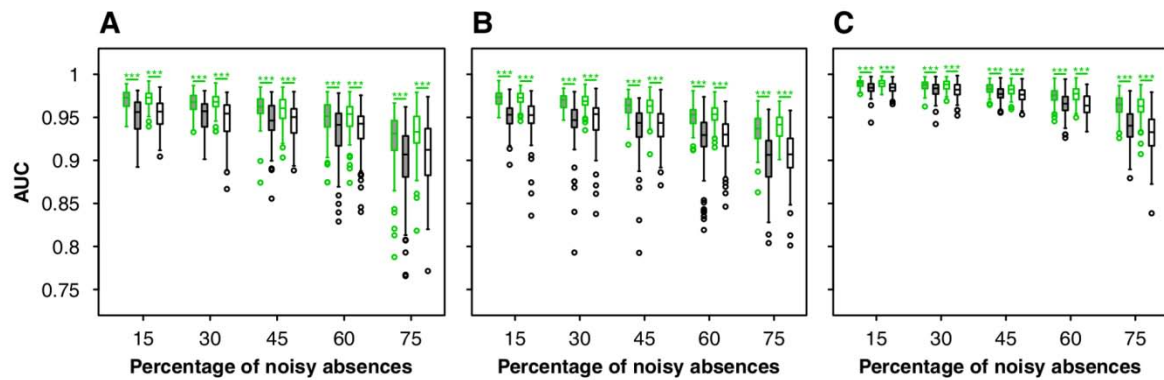 A B C
*** *** *** *** *** *** *** *** *** ***
*** *** *** *** *** *** *** *** *** ***
*** *** *** *** *** *** *** *** *** ***
AUC
1
0.95
0.9
0.85
0.8
0.75
15 30 45 60 75
15 30 45 60 75
15 30 45 60 75
Percentage of noisy absences
Percentage of noisy absences
Percentage of noisy absences